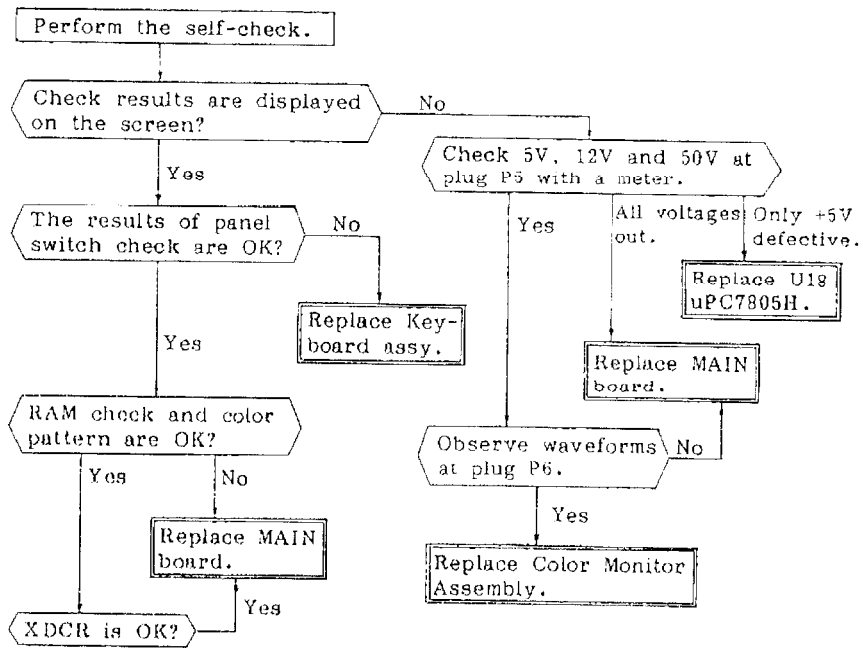 Perform the self-check.
Check results are displayed
on the screen?
No
Yes
Check 5V, 12V and 50V at
plug P5 with a meter.
The results of panel
switch check are OK?
No
Yes
All voltages
out.
Only +5V
defective.
Replace U18
uPC7805H.
Replace Key-
board assy.
Yes
Replace MAIN
board.
RAM check and color
pattern are OK?
Observe waveforms
at plug P6.
No
Yes
No
Yes
Replace MAIN
board.
Replace Color Monitor
Assembly.
Yes
XDCR is OK?